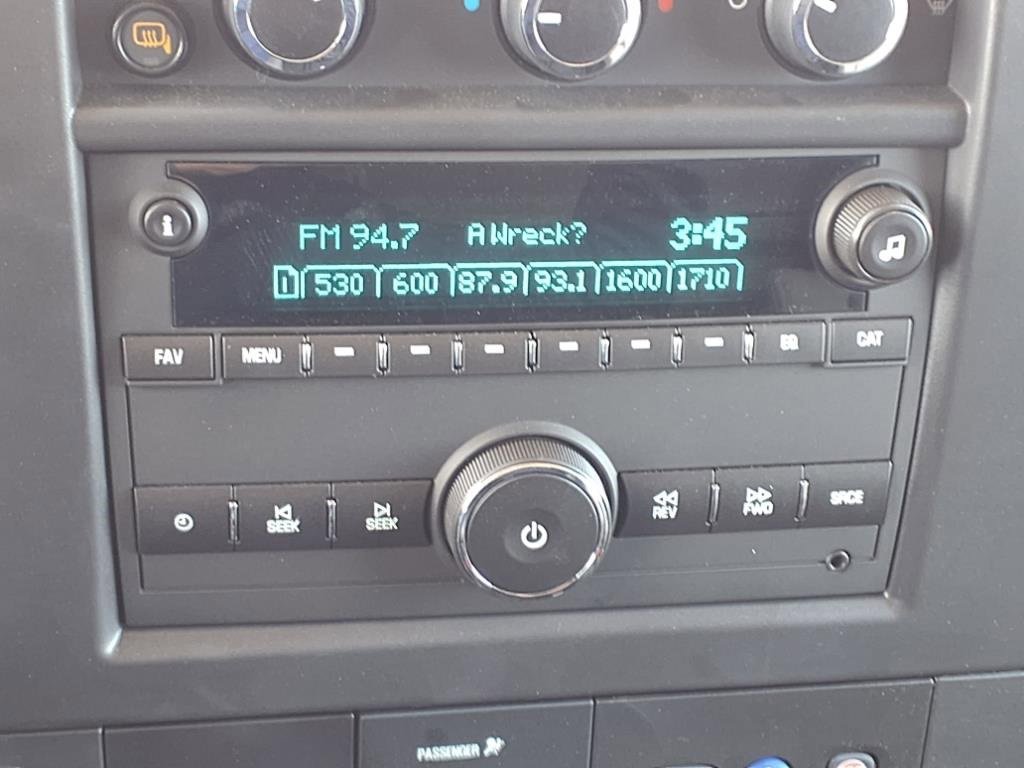 i
FM 94.7 A Wreck? 3:45
1 530 600 87.9 93.1 1600 1710
FAV MENU EQ CAT
SEEK SEEK REV FWD SRCE
PASSENGER